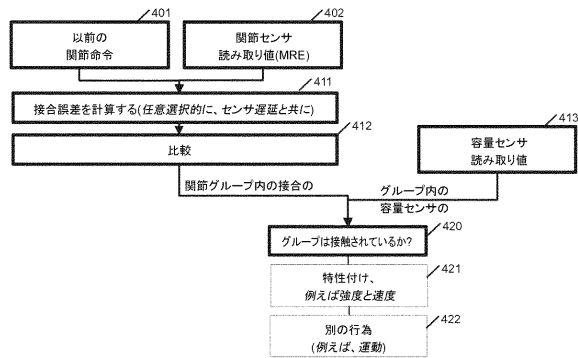 401
以前の
関節命令
402
関節センサ
読み取り値(MRE)
411
接合誤差を計算する(任意選択的に、センサ遅延と共に)
412
比較
413
容量センサ
読み取り値
関節グループ内の接合の
グループ内の
容量センサの
420
グループは接触されているか?
421
特性付け、
例えば強度と速度
422
別の行為
(例えば、運動)